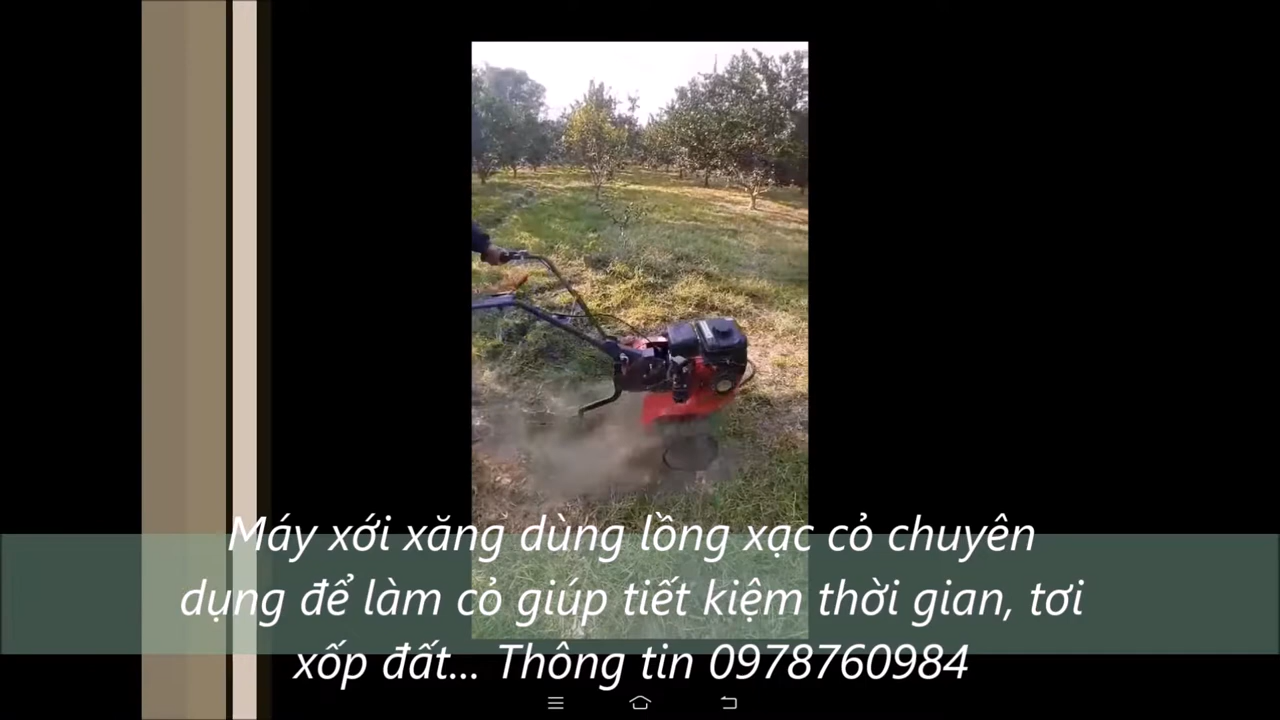 Máy xới xăng dùng lồng xạc cỏ chuyên
dụng để làm cỏ giúp tiết kiệm thời gian, tơi
xốp đất... Thông tin 0978760984